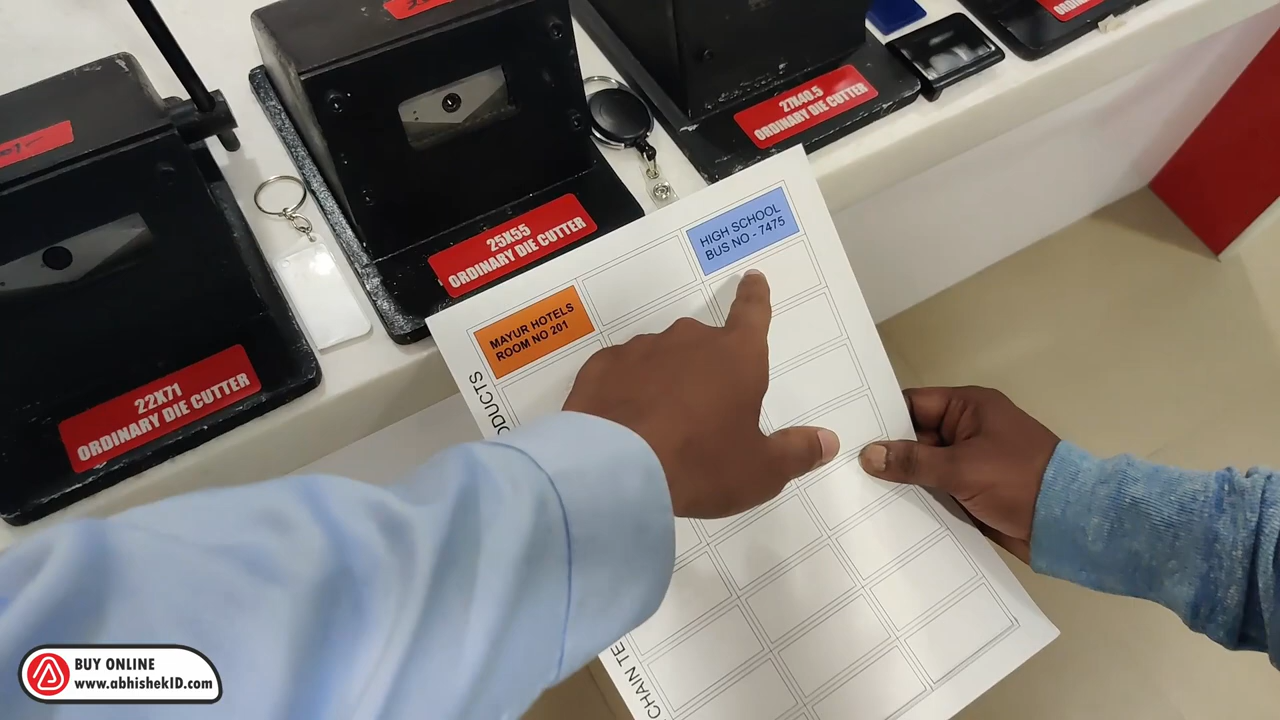 27X40.5
ORDINARY DIE CUTTER
25X55
ORDINARY DIE CUTTER
22X71
ORDINARY DIE CUTTER
HIGH SCHOOL
BUS NO - 7475
MAYUR HOTELS
ROOM NO 201
CHAIN
BUY ONLINE
www.abhishekID.com